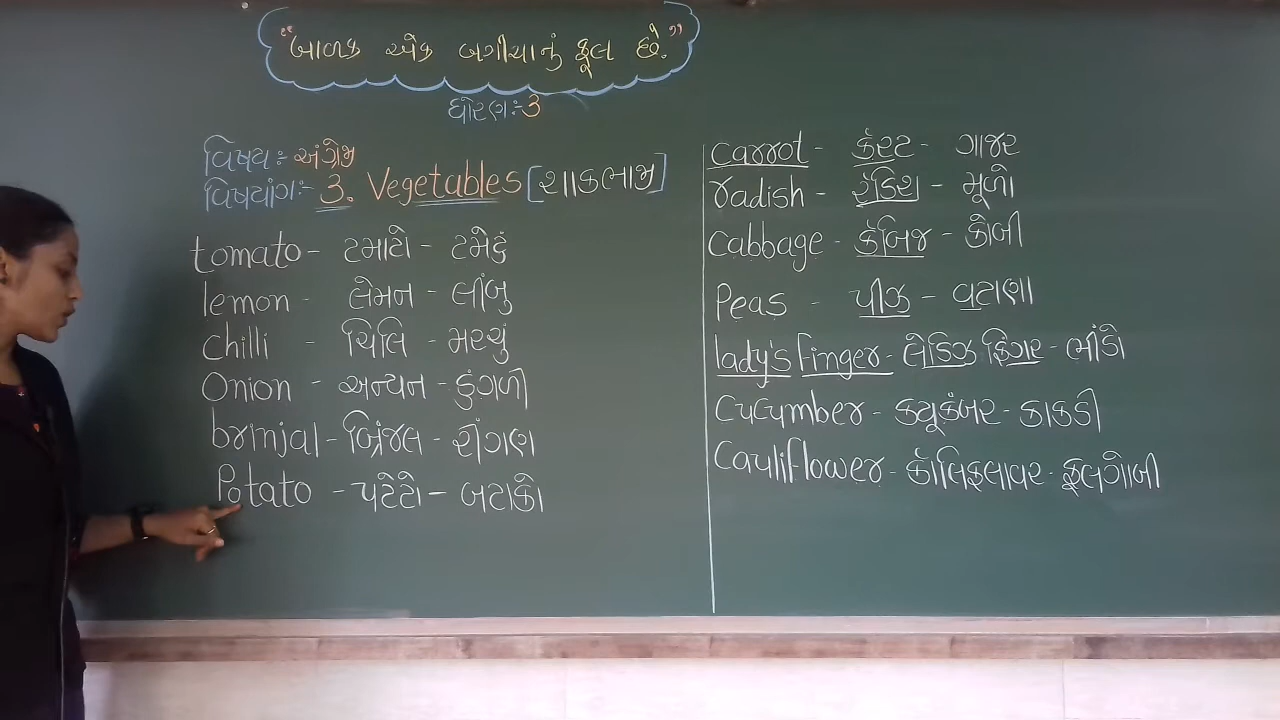 "બાળક એક બગીચાનું ફૂલ છે."
ધોરણ:-3
વિષય:- અંગ્રેજી
વિષયાંગ:- 3. Vegetables [શાકભાજી]
tomato - ટમાટો - ટમેટું
lemon - લેમન - લીંબુ
Chilli - ચિલિ - મરચું
Onion - અન્યન - ડુંગળી
brinjal - બ્રિંજલ - રીંગણ
Potato - પટેટો - બટાકો
Carrot - કૅરટ - ગાજર
radish - રૅડિશ - મૂળો
Cabbage - કૅબિજ - કોબી
Peas - પીઝ - વટાણા
lady's finger - લેડિઝ ફિંગર - ભીંડો
Cucumber - ક્યૂકંબર - કાકડી
Cauliflower - કૉલિફલાવર - ફૂલગોબી